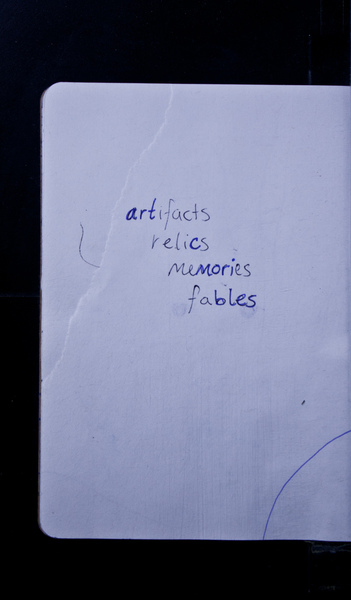 artifacts
relics
memories
fables